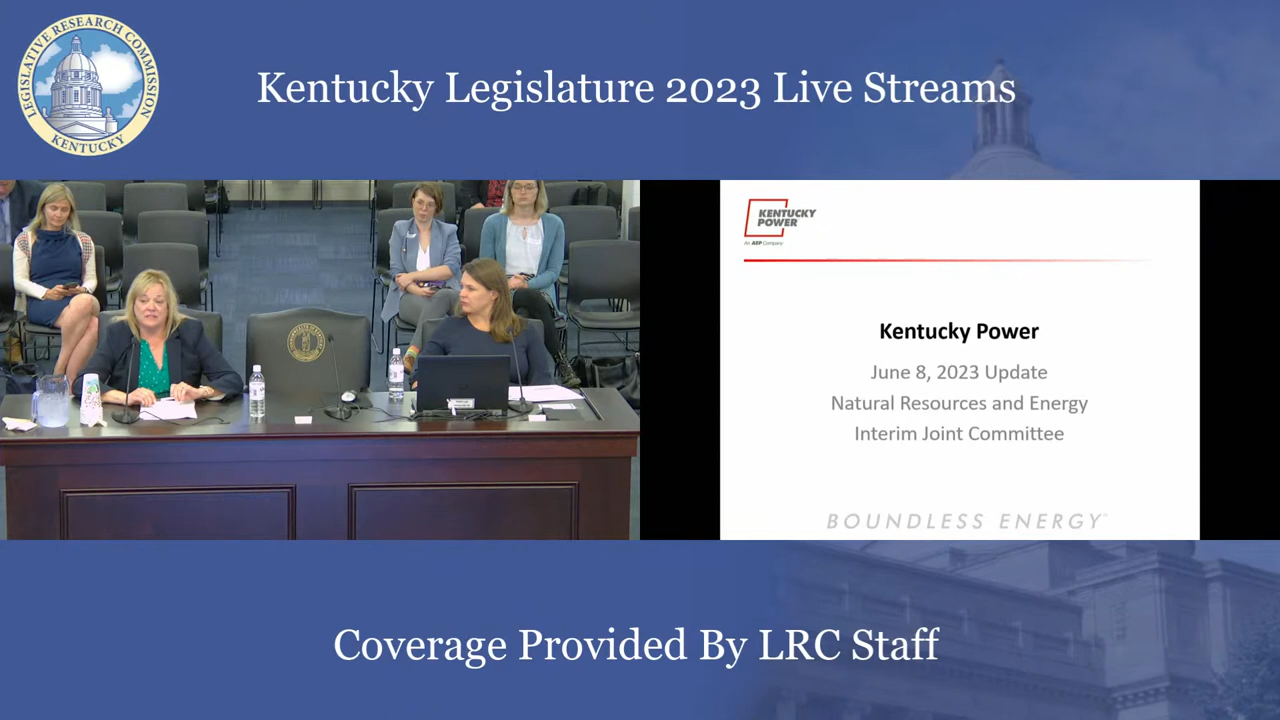 LEGISLATIVE RESEARCH COMMISSION
KENTUCKY
Kentucky Legislature 2023 Live Streams
KENTUCKY
POWER
An AEP Company
Kentucky Power
June 8, 2023 Update
Natural Resources and Energy
Interim Joint Committee
BOUNDLESS ENERGY
Coverage Provided By LRC Staff